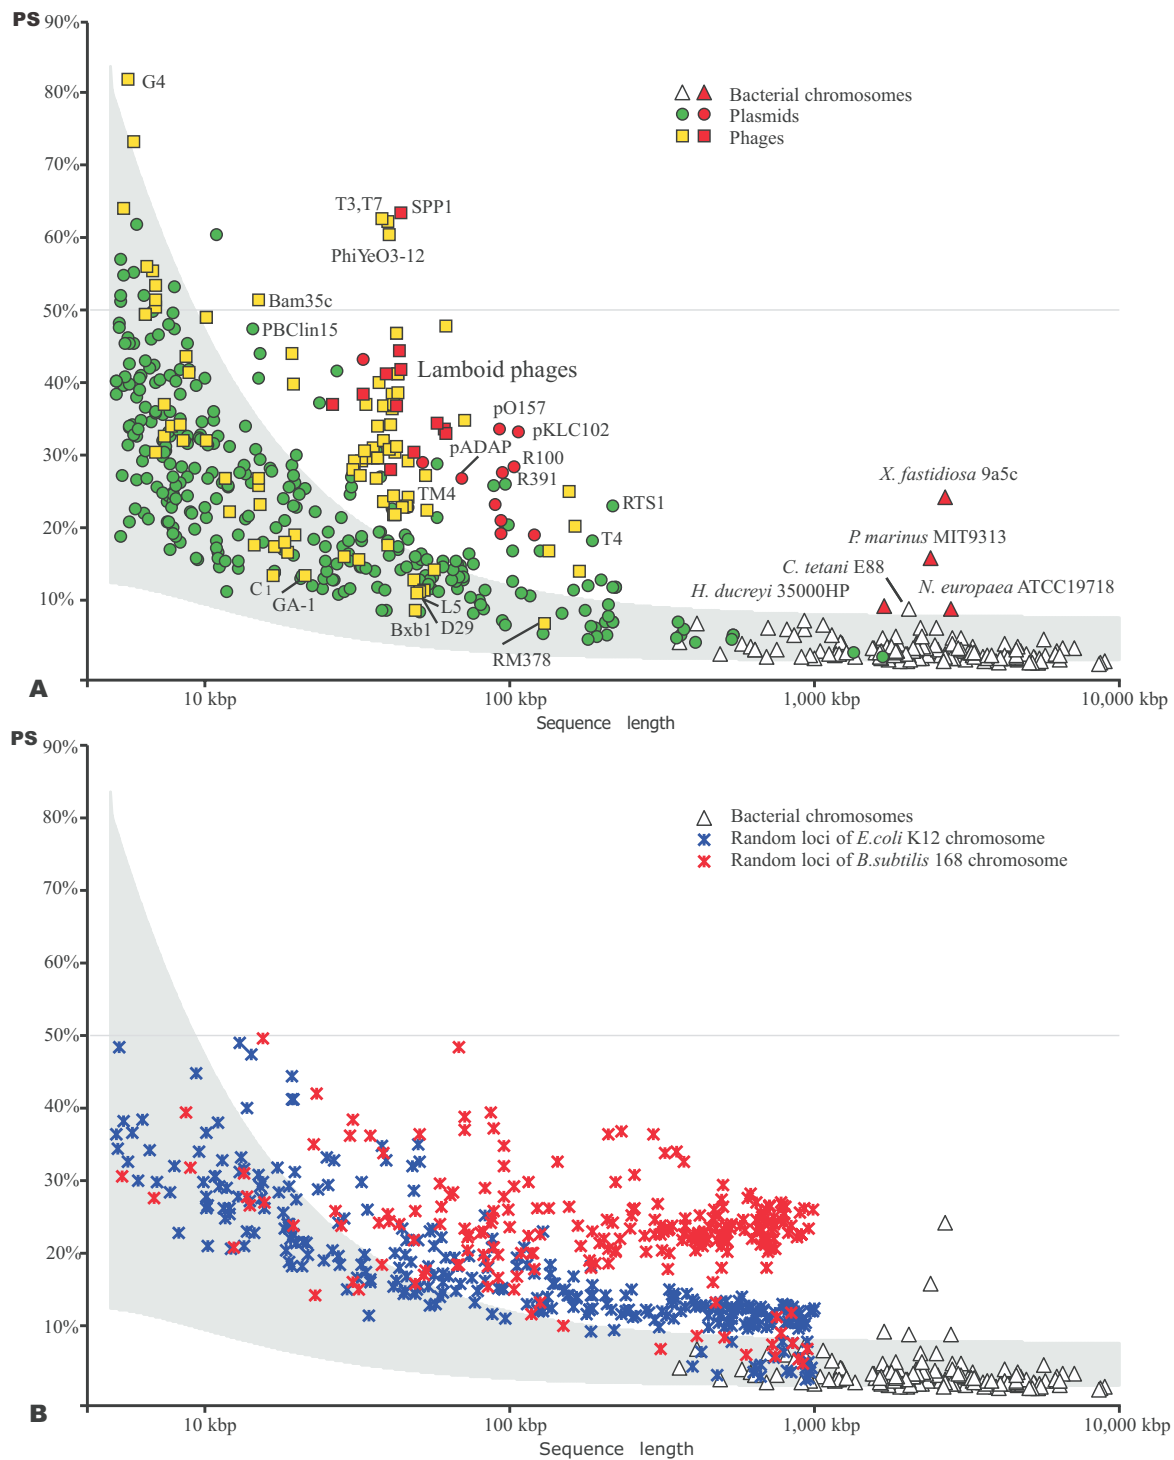 PS
90%
80%
70%
60%
50%
40%
30%
20%
10%
G4
Bacterial chromosomes
Plasmids
Phages
T3,T7
SPP1
PhiYeO3-12
Bam35c
PBClin15
Lamboid phages
pO157
pKLC102
pADAP
R100
R391
TM4
RTS1
T4
X. fastidiosa 9a5c
P. marinus MIT9313
C. tetani E88
H. ducreyi 35000HP
N. europaea ATCC19718
C1
GA-1
L5
Bxb1
D29
RM378
A
10 kbp
100 kbp
1,000 kbp
10,000 kbp
Sequence length
PS
90%
80%
70%
60%
50%
40%
30%
20%
10%
Bacterial chromosomes
Random loci of E.coli K12 chromosome
Random loci of B.subtilis 168 chromosome
B
10 kbp
100 kbp
1,000 kbp
10,000 kbp
Sequence length